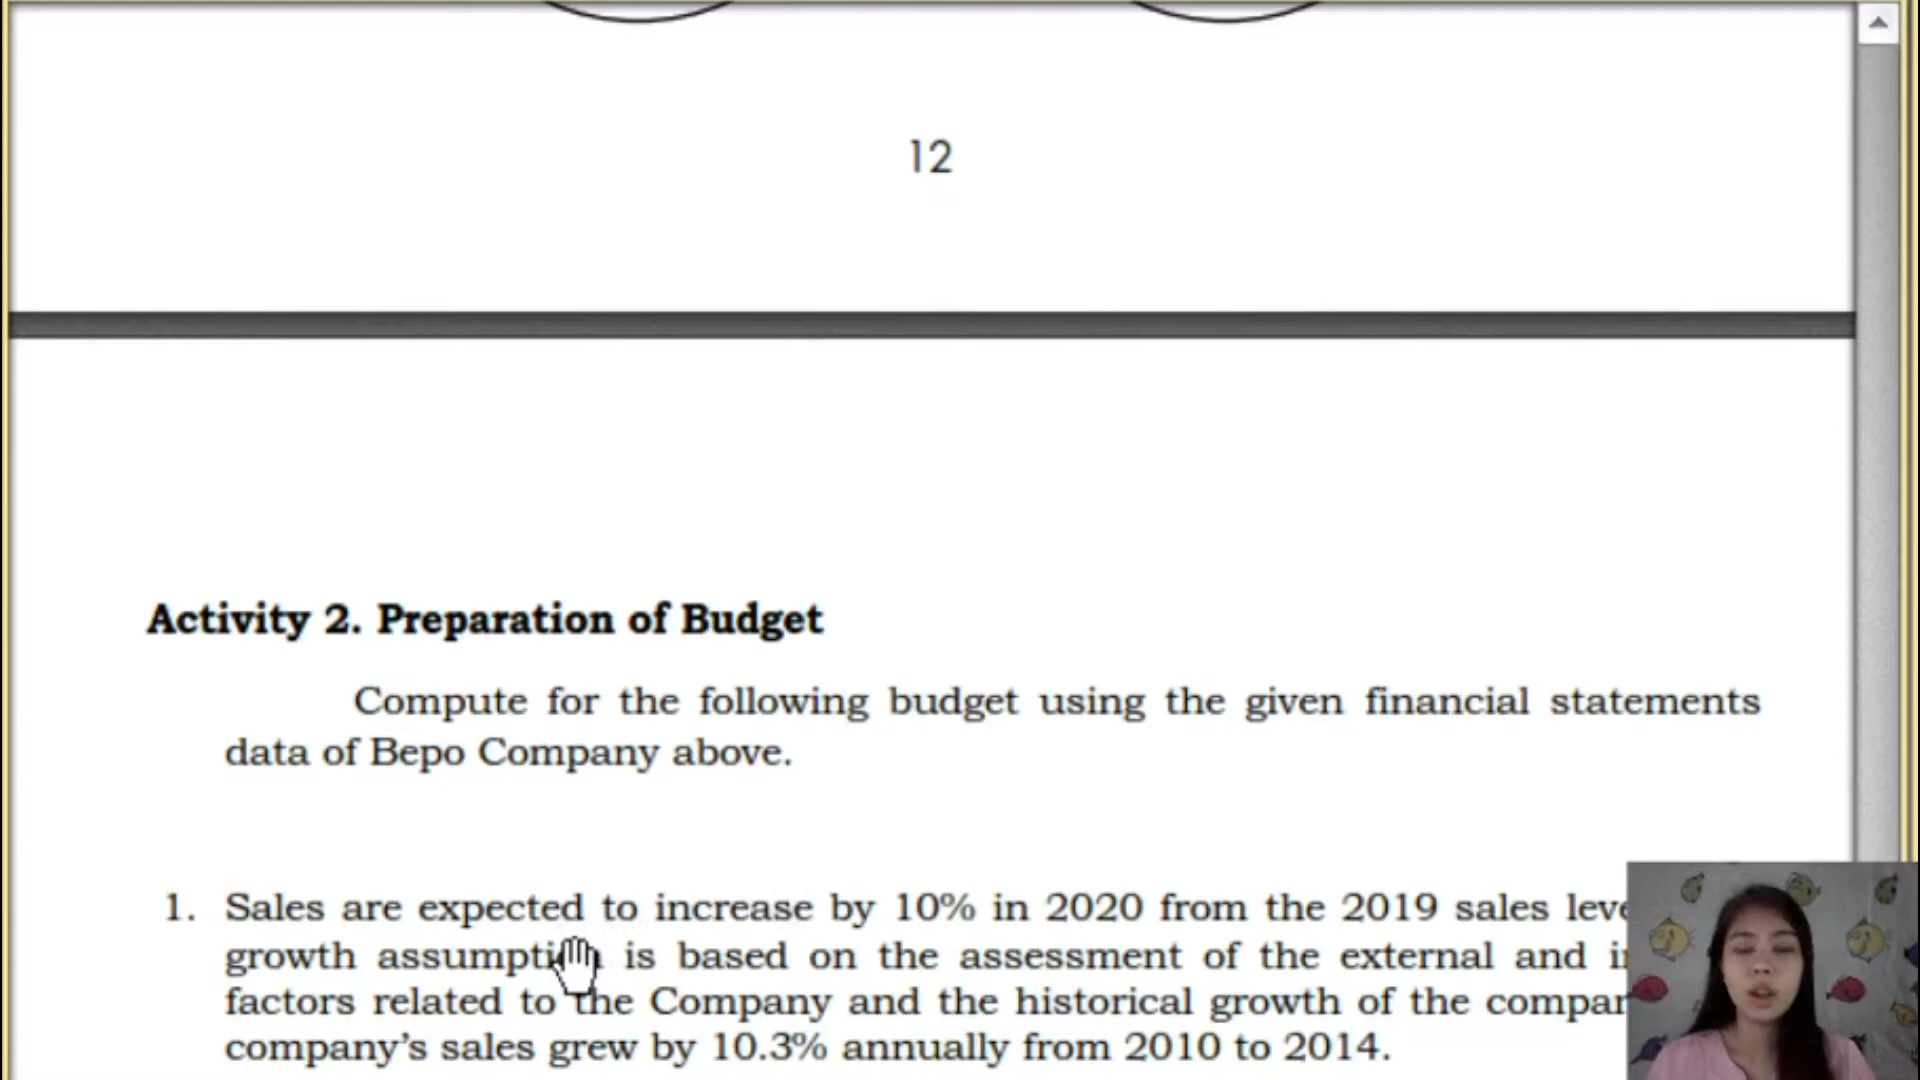 12
Activity 2. Preparation of Budget
Compute for the following budget using the given financial statements
data of Bepo Company above.
1. Sales are expected to increase by 10% in 2020 from the 2019 sales
growth assumption is based on the assessment of the external and
factors related to the Company and the historical growth of the
company's sales grew by 10.3% annually from 2010 to 2014.